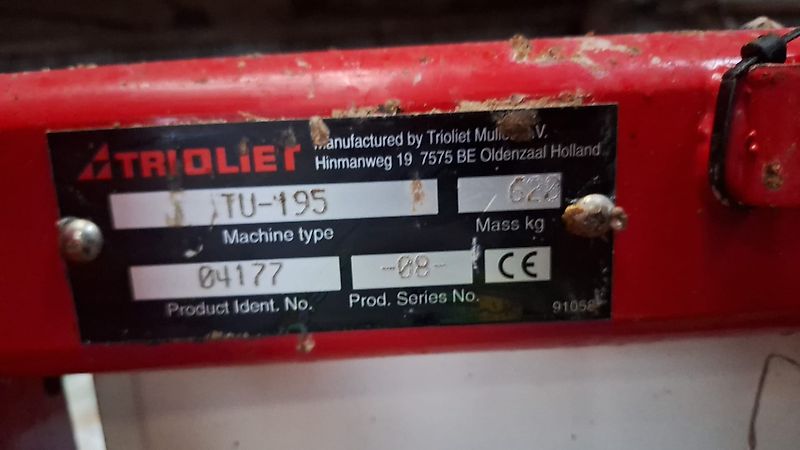 TRIOLIET
Manufactured by Trioliet B.V.
Hinmanweg 19 7575 BE Oldenzaal Holland
TU-195
Machine type
Mass kg
04177
Product Ident. No.
-08-
Prod. Series No.
CE